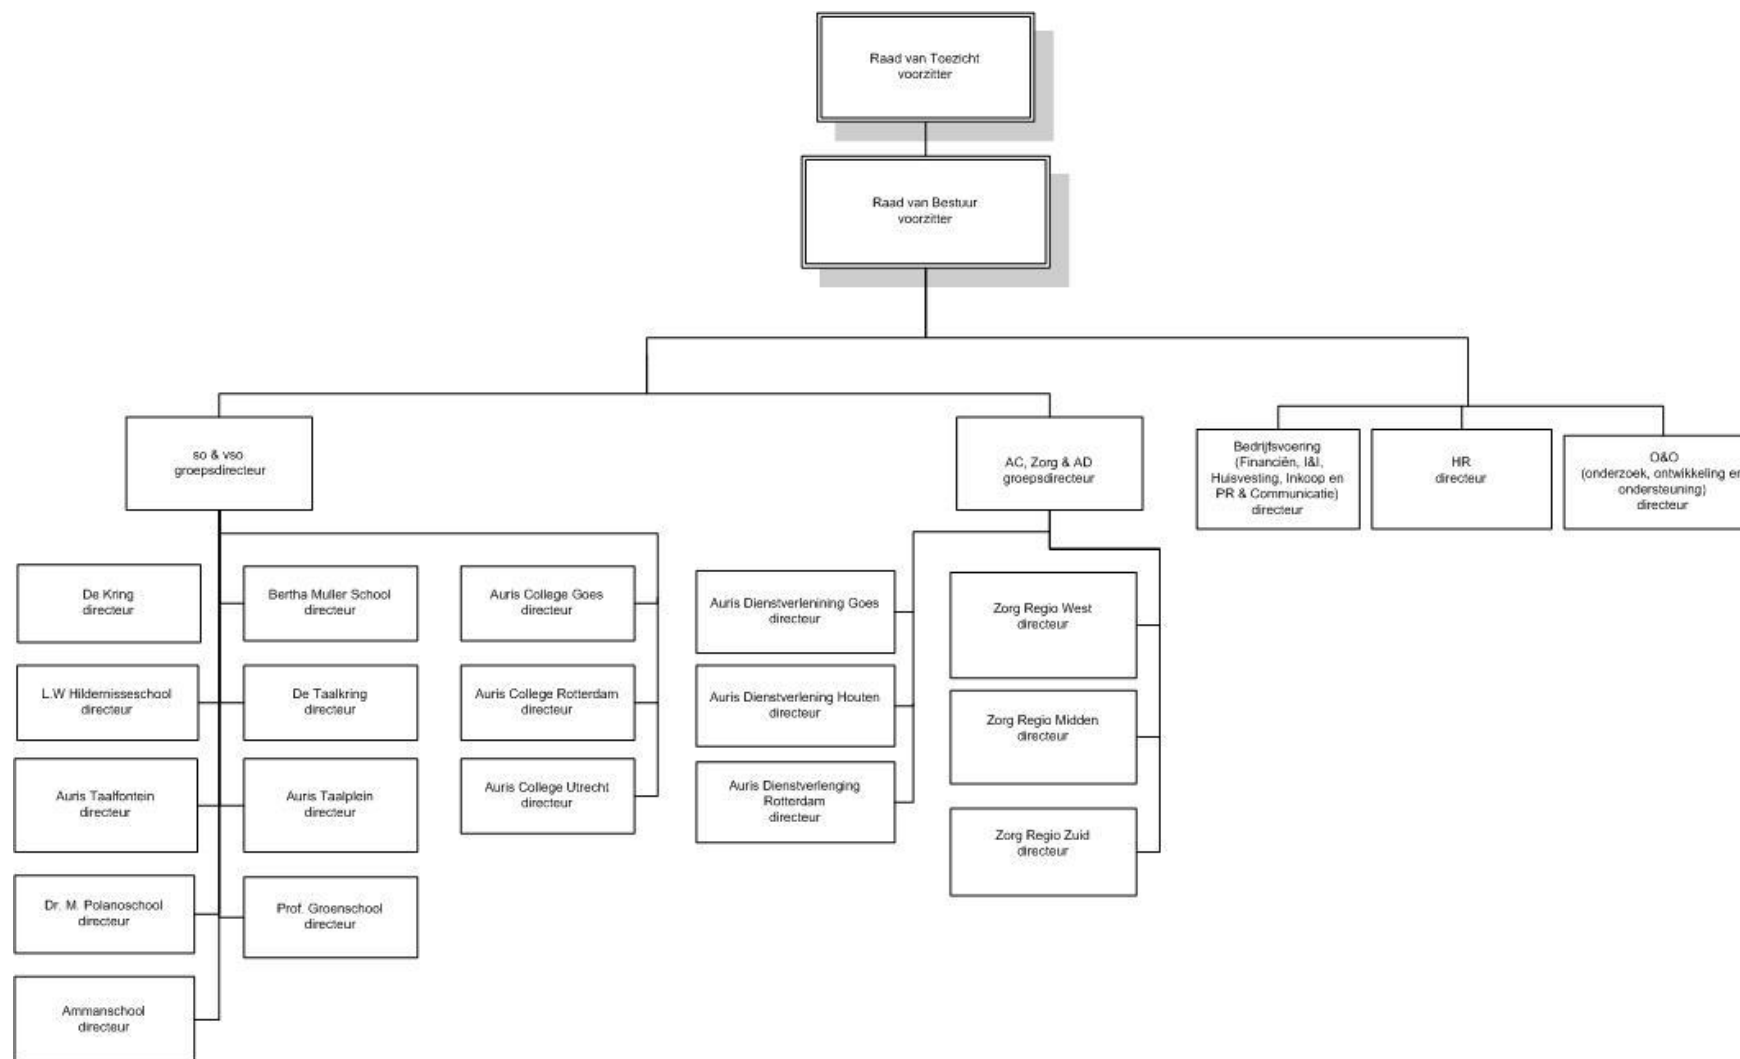 Raad van Toezicht
voorzitter
Raad van Bestuur
voorzitter
so & vso
groepsdirecteur
AC, Zorg & AD
groepsdirecteur
Bedrijfsvoering
(Financiën, I&I,
Huisvesting, Inkoop en
PR & Communicatie)
directeur
HR
directeur
O&O
(onderzoek, ontwikkeling en
ondersteuning)
directeur
De Kring
directeur
Bertha Muller School
directeur
Auris College Goes
directeur
Auris Dienstverlenining Goes
directeur
Zorg Regio West
directeur
L.W Hildernisseschool
directeur
De Taalkring
directeur
Auris College Rotterdam
directeur
Auris Dienstverlening Houten
directeur
Zorg Regio Midden
directeur
Auris Taalfontein
directeur
Auris Taalplein
directeur
Auris College Utrecht
directeur
Auris Dienstverlenging
Rotterdam
directeur
Zorg Regio Zuid
directeur
Dr. M. Polanoschool
directeur
Prof. Groenschool
directeur
Ammanschool
directeur